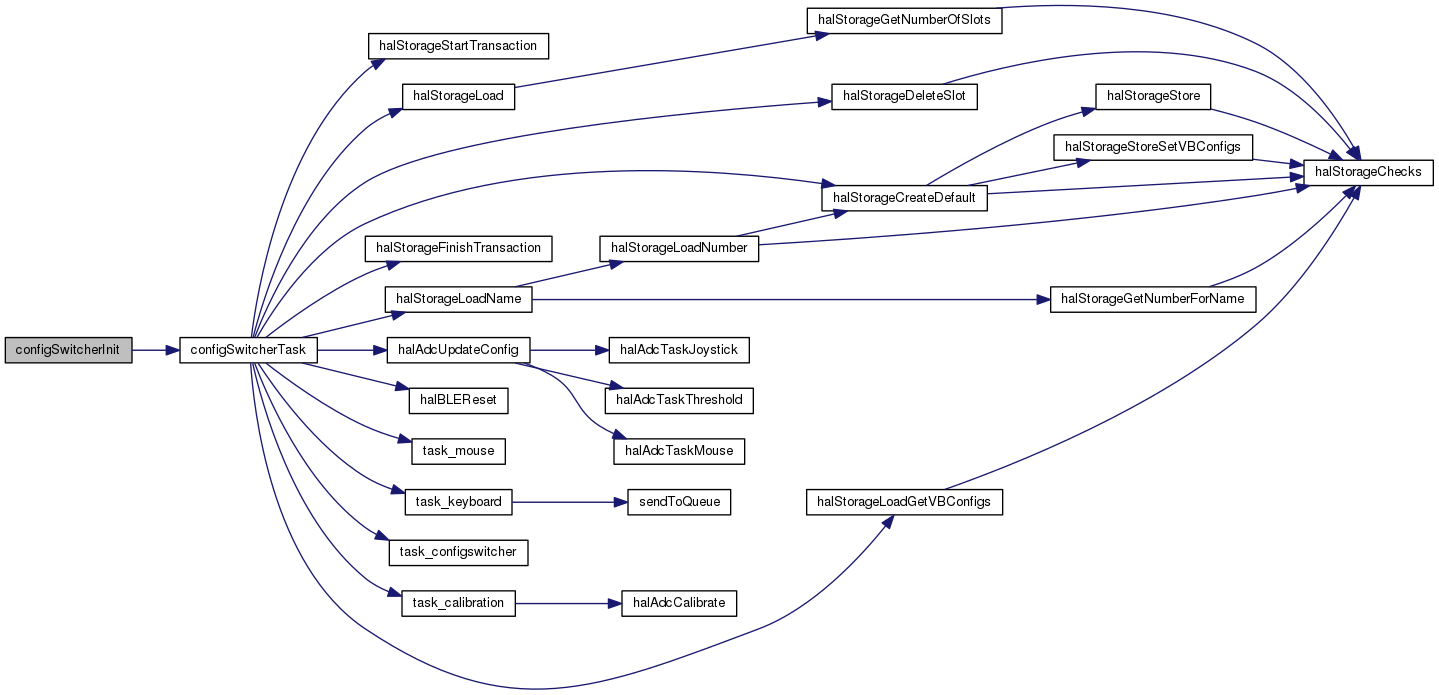 configSwitcherInit
configSwitcherTask
halStorageStartTransaction
halStorageLoad
halStorageGetNumberOfSlots
halStorageDeleteSlot
halStorageStore
halStorageStoreSetVBConfigs
halStorageChecks
halStorageCreateDefault
halStorageFinishTransaction
halStorageLoadNumber
halStorageLoadName
halStorageGetNumberForName
halAdcUpdateConfig
halAdcTaskJoystick
halBLEReset
halAdcTaskThreshold
task_mouse
halAdcTaskMouse
task_keyboard
sendToQueue
halStorageLoadGetVBConfigs
task_configswitcher
task_calibration
halAdcCalibrate